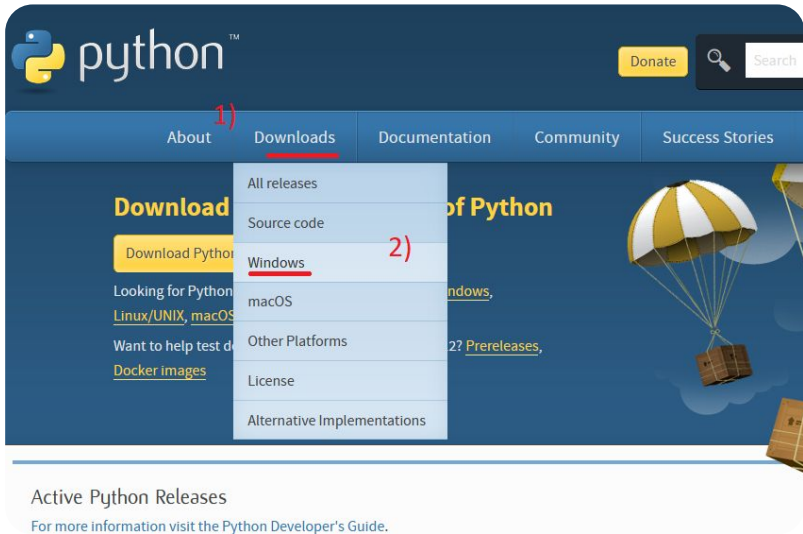 python™
Donate
Search
1)
About Downloads Documentation Community Success Stories
All releases
Source code
Windows
2)
macOS
Other Platforms
License
Alternative Implementations
Download of Python
Download
Looking for Python
Linux/UNIX, macOS
Want to help test 2? Prereleases,
Docker images
Active Python Releases
For more information visit the Python Developer's Guide.